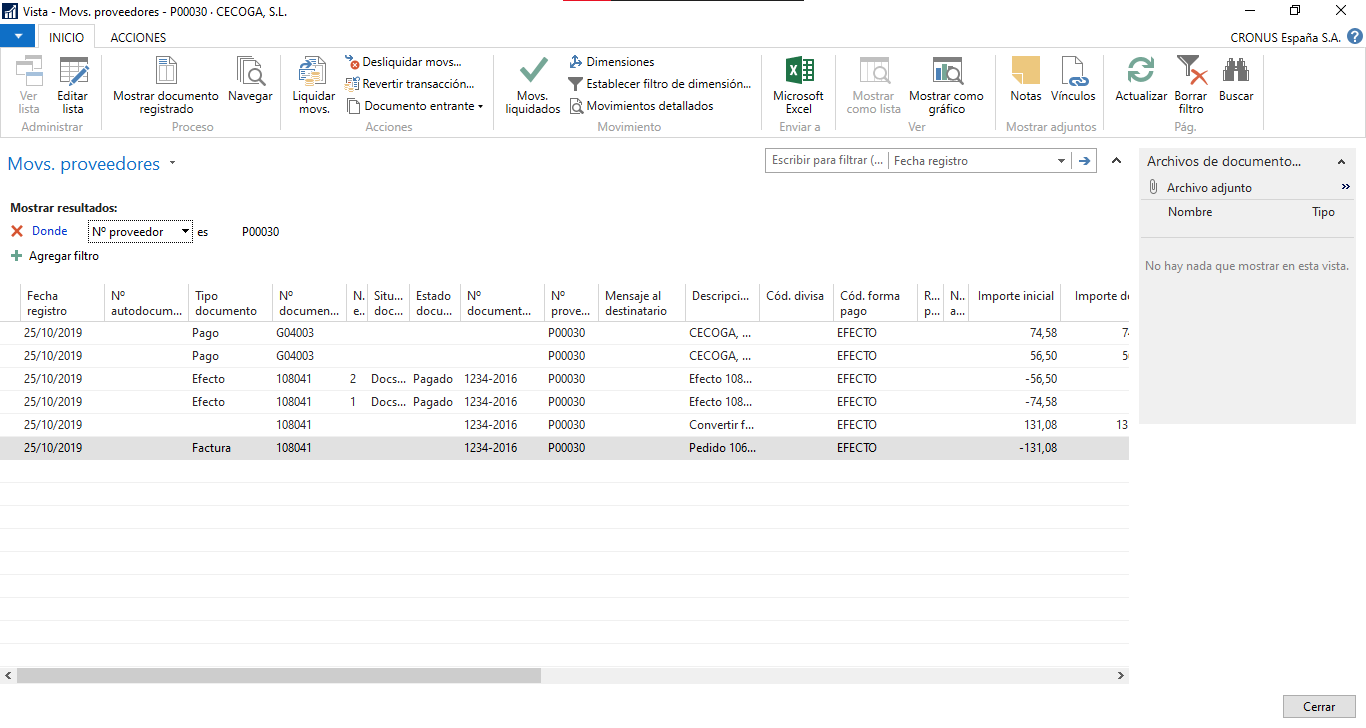 Vista - Movs. proveedores - P00030 · CECOGA, S.L.
INICIO ACCIONES CRONUS España S.A. ?
Ver lista
Editar lista
Administrar
Mostrar documento registrado
Navegar
Proceso
Liquidar movs.
Desliquidar movs...
Revertir transacción...
Documento entrante
Acciones
Movs. liquidados
Dimensiones
Establecer filtro de dimensión...
Movimientos detallados
Movimiento
Microsoft Excel
Enviar a
Mostrar como lista
Mostrar como gráfico
Ver
Notas
Vínculos
Mostrar adjuntos
Actualizar
Borrar filtro
Buscar
Pág.
Movs. proveedores
Escribir para filtrar (... Fecha registro
Mostrar resultados:
Donde Nº proveedor es P00030
Agregar filtro
Fecha registro
Nº autodocum...
Tipo documento
Nº documen...
N. e..
Situ... doc...
Estado docu...
Nº document...
Nº prove...
Mensaje al destinatario
Descripci...
Cód. divisa
Cód. forma pago
R... p...
N.. a...
Importe inicial
Importe de
25/10/2019 Pago G04003 P00030 CECOGA, ... EFECTO 74,58 74
25/10/2019 Pago G04003 P00030 CECOGA, ... EFECTO 56,50 56
25/10/2019 Efecto 108041 2 Docs... Pagado 1234-2016 P00030 Efecto 108... EFECTO -56,50
25/10/2019 Efecto 108041 1 Docs... Pagado 1234-2016 P00030 Efecto 108... EFECTO -74,58
25/10/2019 108041 1234-2016 P00030 Convertir f... EFECTO 131,08 13
25/10/2019 Factura 108041 1234-2016 P00030 Pedido 106... EFECTO -131,08
Archivos de documento...
Archivo adjunto »
Nombre Tipo
No hay nada que mostrar en esta vista.
Cerrar